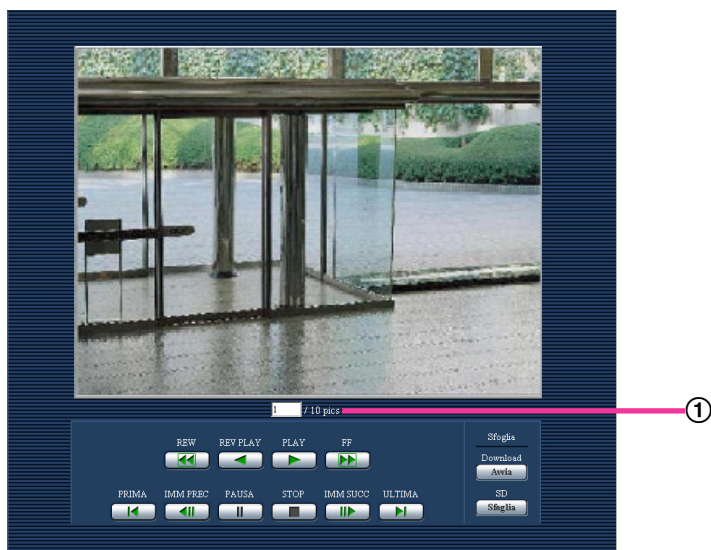 1 / 10 pics
①
REW REV PLAY PLAY FF
PRIMA IMM PREC PAUSA STOP IMM SUCC ULTIMA
Sfoglia
Download
Avvia
SD
Sfoglia